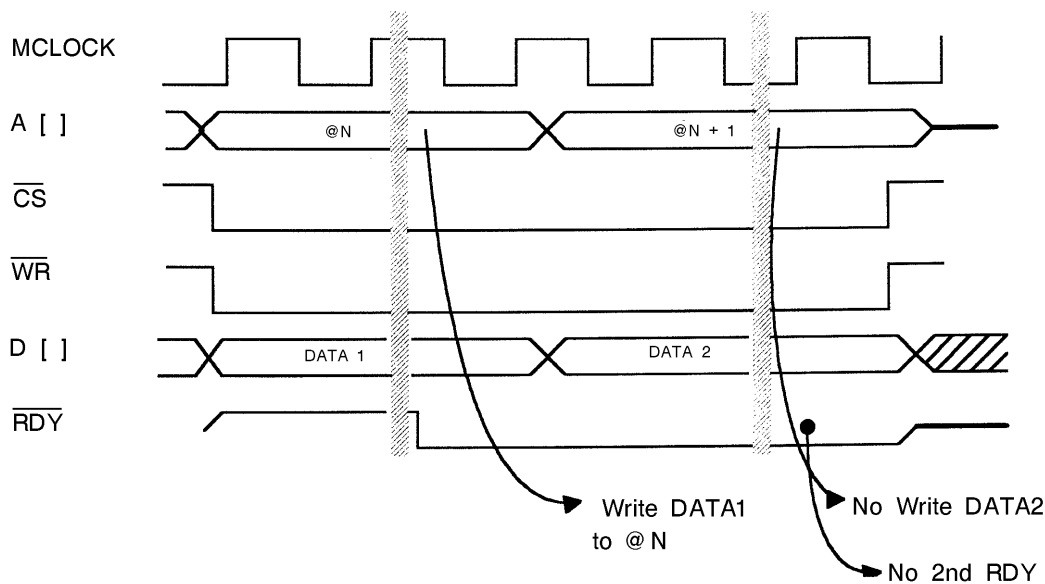 MCLOCK
A [ ]
@N
@N + 1
CS
WR
D [ ]
DATA 1
DATA 2
RDY
Write DATA1
to @ N
No Write DATA2
No 2nd RDY